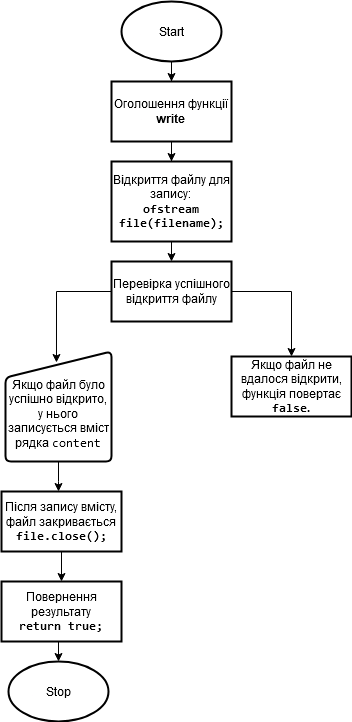 Start
Оголошення функції
write
Відкриття файлу для
запису:
ofstream
file(filename);
Перевірка успішного
відкриття файлу
Якщо файл було
успішно відкрито,
у нього
записується вміст
рядка content
Якщо файл не
вдалося відкрити,
функція повертає
false.
Після запису вмісту,
файл закривається
file.close();
Повернення
результату
return true;
Stop